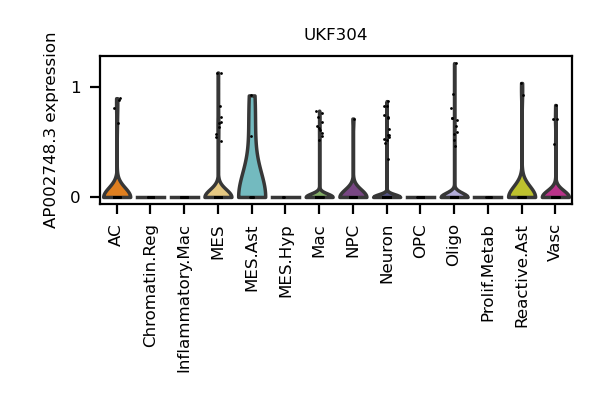 UKF304
AP002748.3 expression
1
0
AC
Chromatin.Reg
Inflammatory.Mac
MES
MES.Ast
MES.Hyp
Mac
NPC
Neuron
OPC
Oligo
Prolif.Metab
Reactive.Ast
Vasc